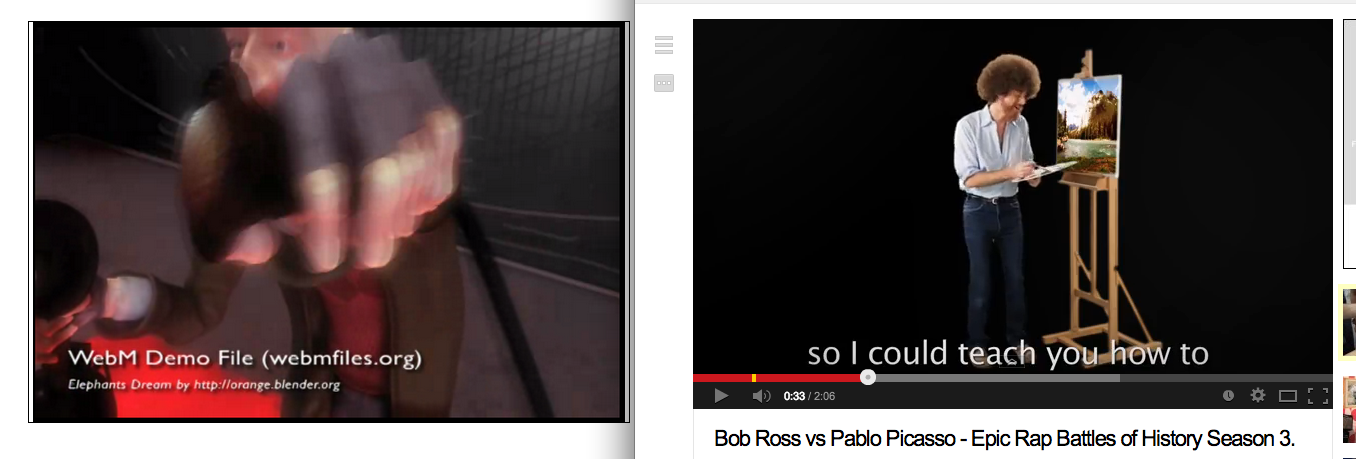 WebM Demo File (webmfiles.org)
Elephants Dream by http://orange.blender.org
so I could teach you how to
0:33 / 2:06
Bob Ross vs Pablo Picasso - Epic Rap Battles of History Season 3.